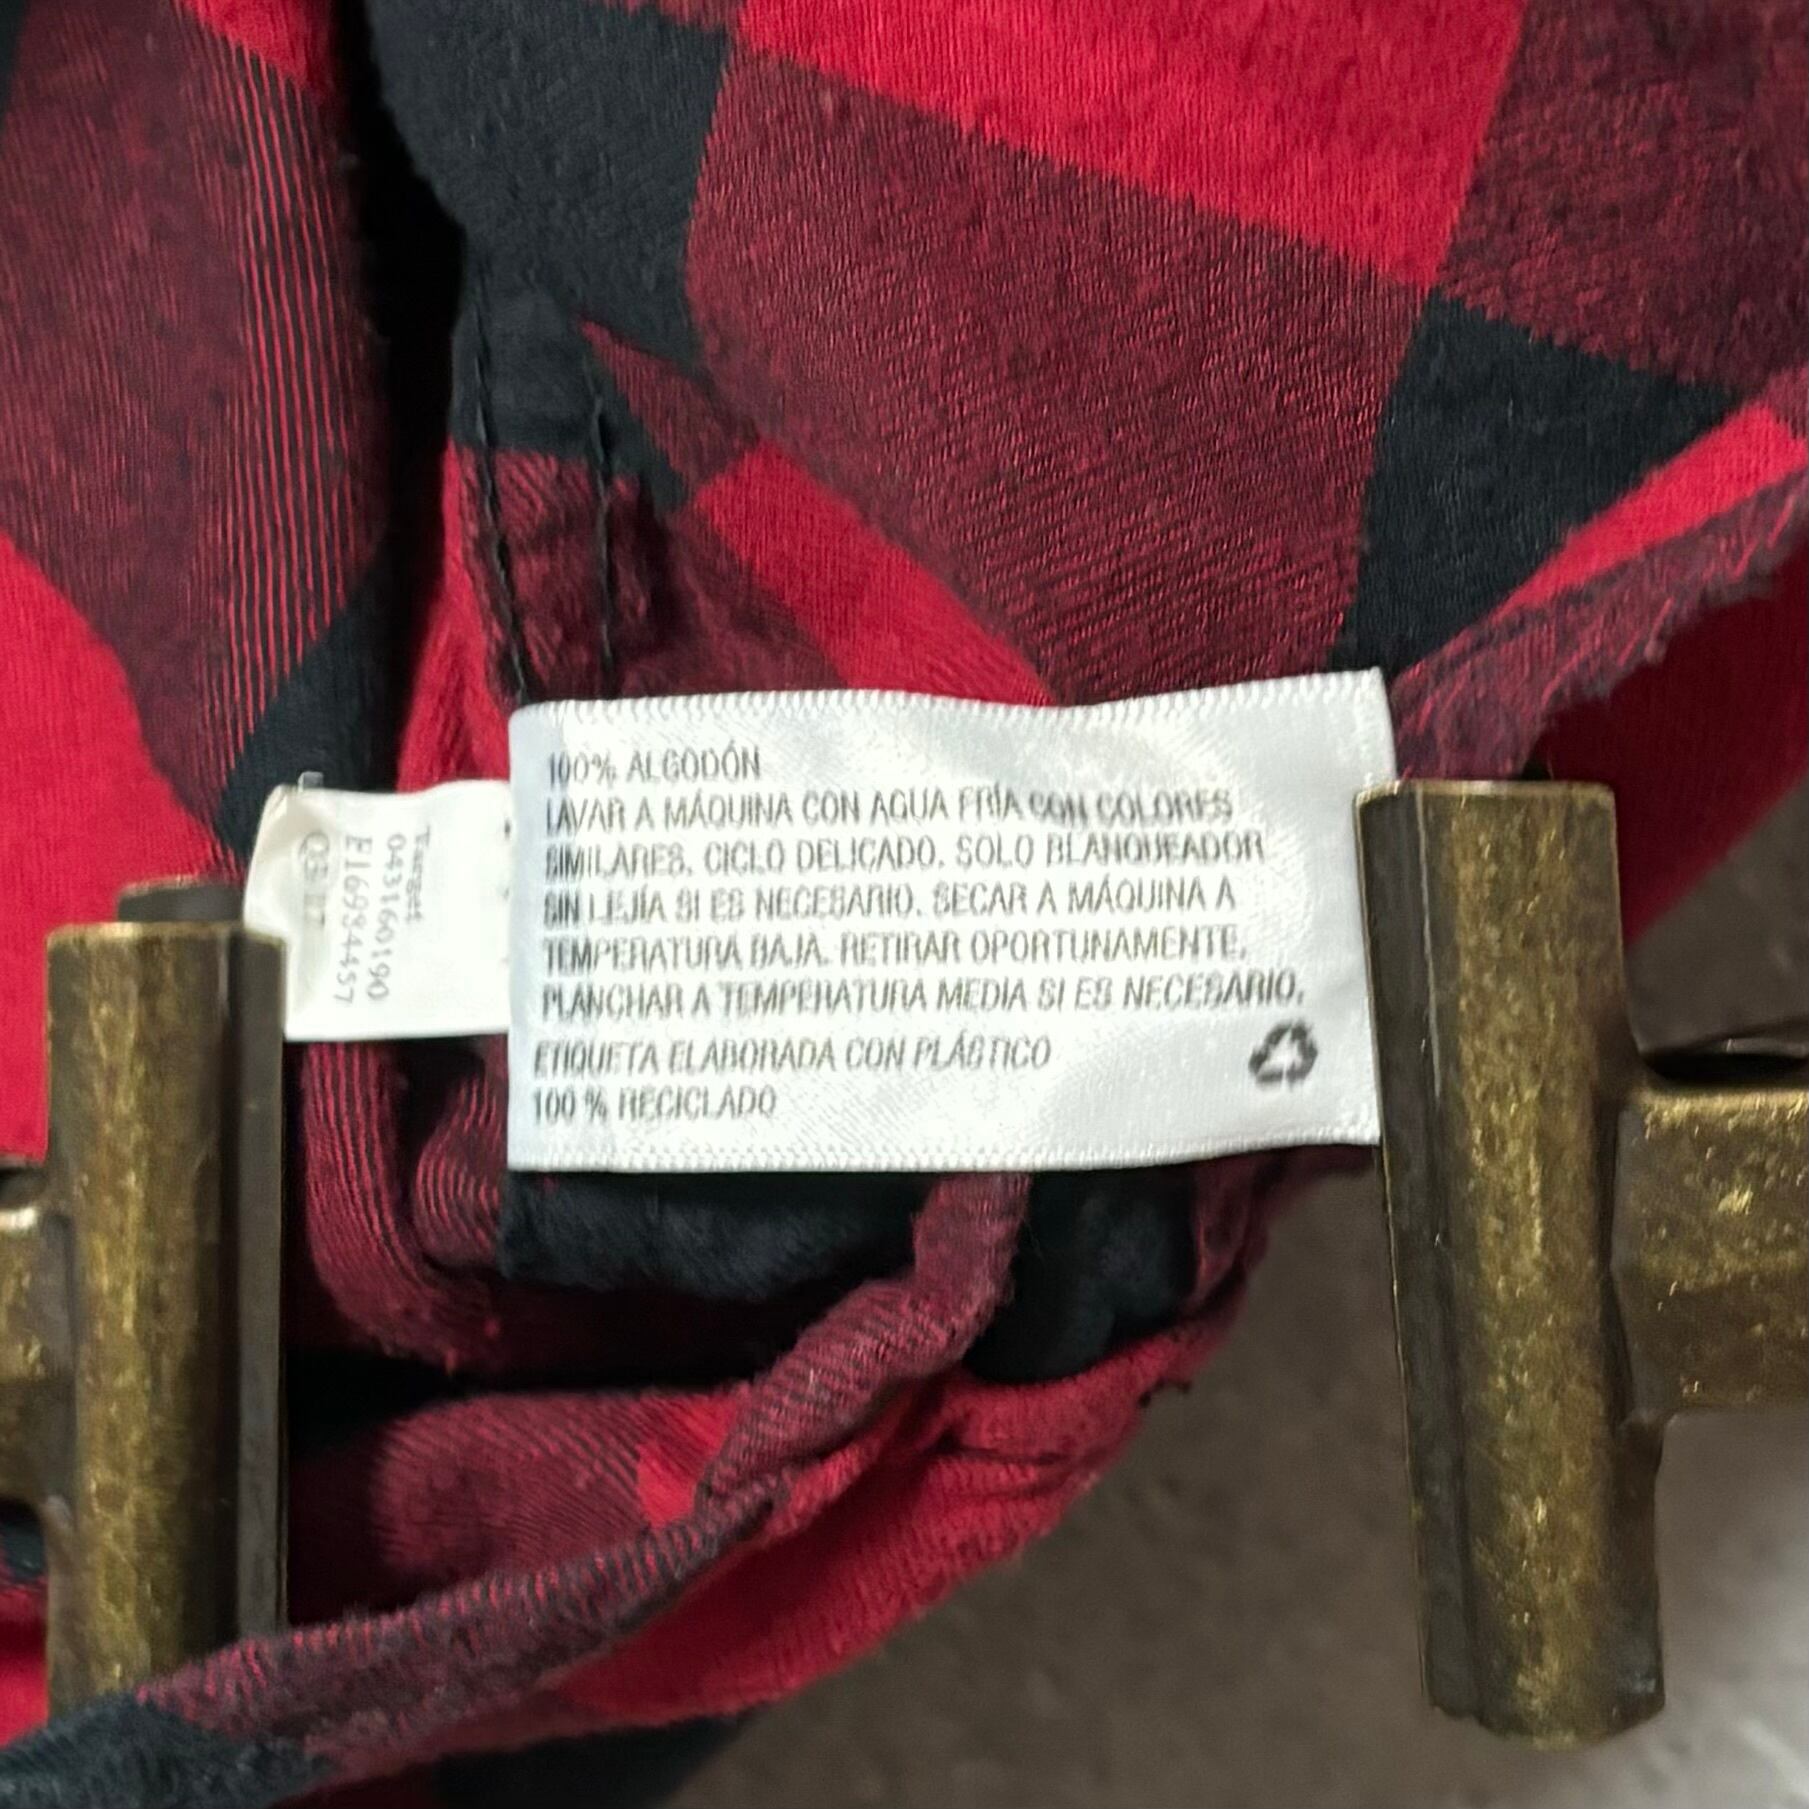 100% ALGODÓN
LAVAR A MÁQUINA CON AGUA FRÍA CON COLORES
SIMILARES. CICLO DELICADO. SOLO BLANQUEADOR
SIN LEJÍA SI ES NECESARIO. SECAR A MÁQUINA A
TEMPERATURA BAJA. RETIRAR OPORTUNAMENTE.
PLANCHAR A TEMPERATURA MEDIA SI ES NECESARIO.
ETIQUETA ELABORADA CON PLÁSTICO
100 % RECICLADO
Target
043160190